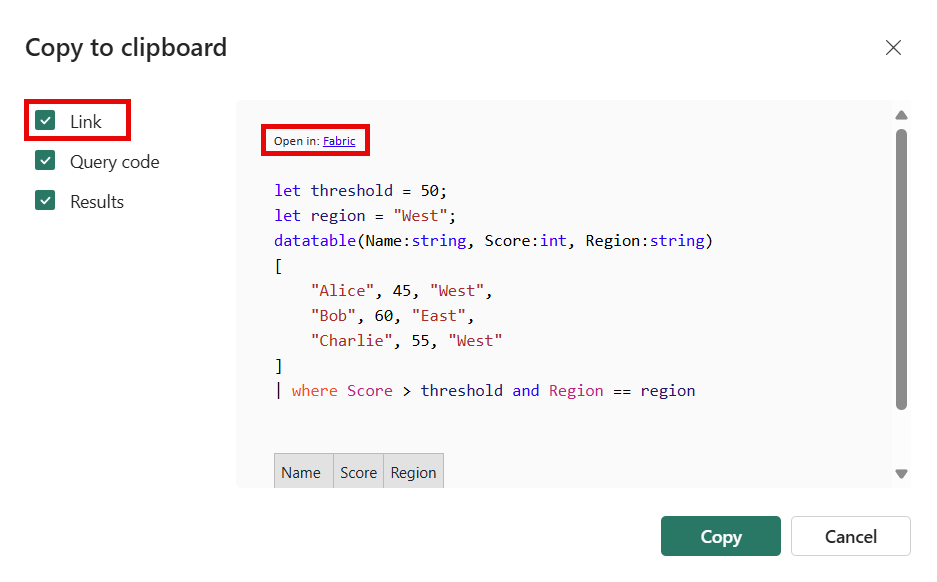 Copy to clipboard
Link
Query code
Results
Open in: Fabric
let threshold = 50;
let region = "West";
datatable(Name:string, Score:int, Region:string)
[
    "Alice", 45, "West",
    "Bob", 60, "East",
    "Charlie", 55, "West"
]
| where Score > threshold and Region == region
Name Score Region
Copy Cancel